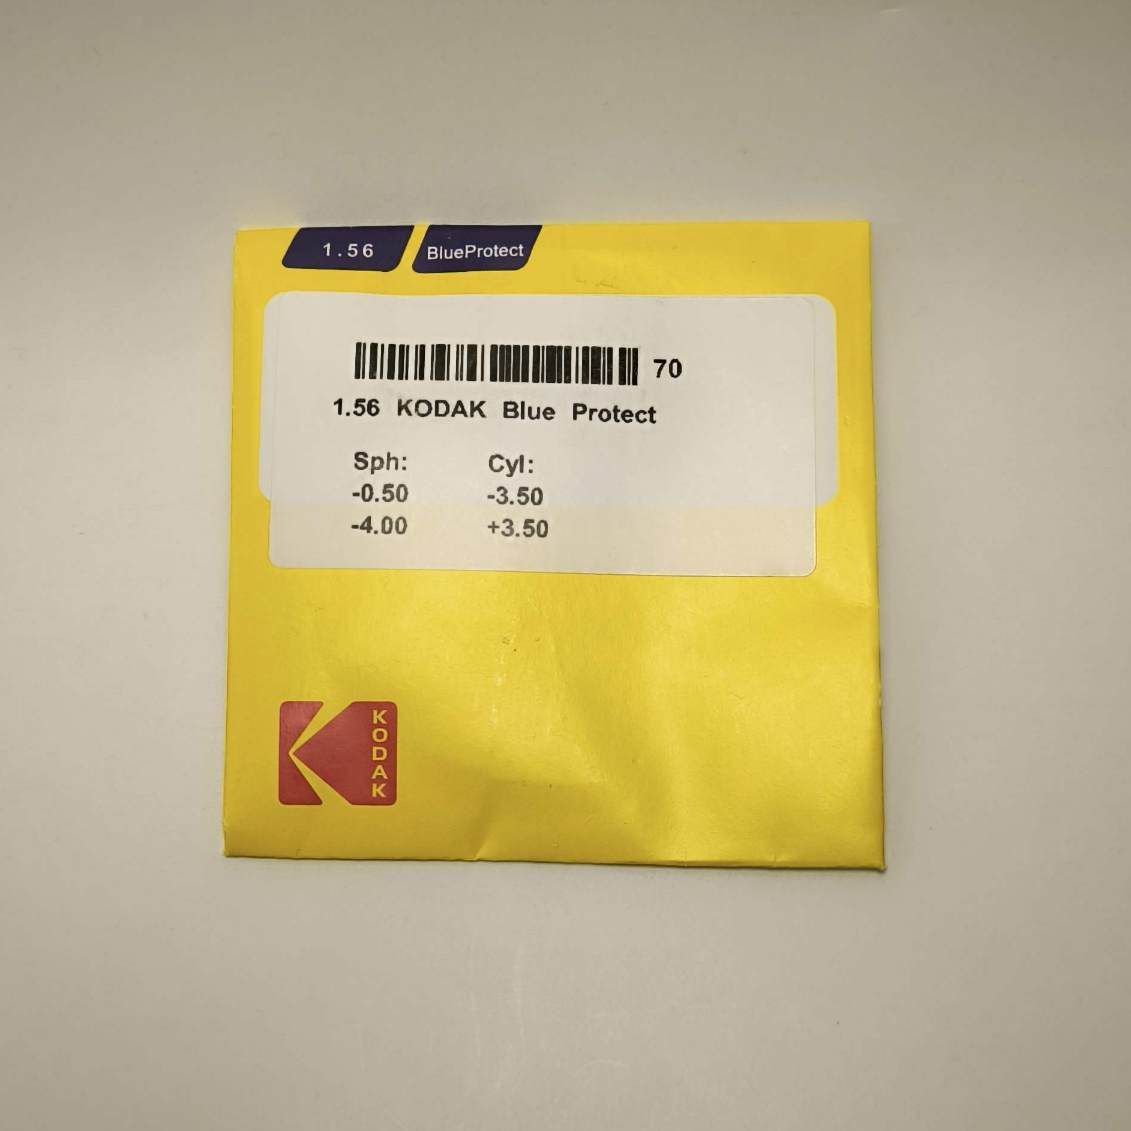 1.56 BlueProtect
70
1.56 KODAK Blue Protect
Sph: Cyl:
-0.50 -3.50
-4.00 +3.50
KODAK